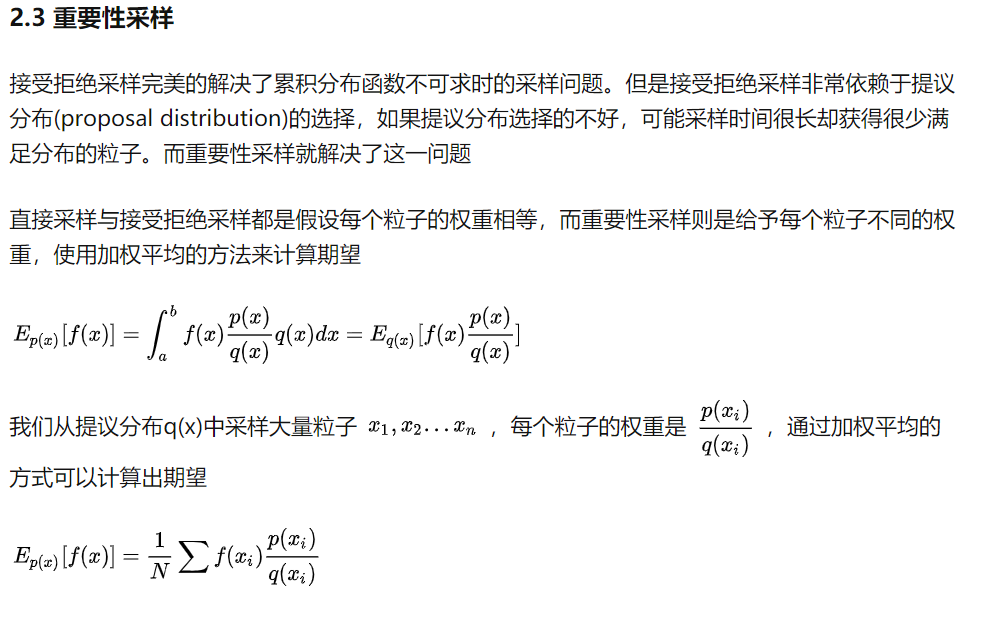 2.3 重要性采样
接受拒绝采样完美的解决了累积分布函数不可求时的采样问题。但是接受拒绝采样非常依赖于提议
分布(proposal distribution)的选择，如果提议分布选择的不好，可能采样时间很长却获得很少满
足分布的粒子。而重要性采样就解决了这一问题
直接采样与接受拒绝采样都是假设每个粒子的权重相等，而重要性采样则是给予每个粒子不同的权
重，使用加权平均的方法来计算期望
$E_{p(x)}[f(x)] = \int_a^b f(x)\frac{p(x)}{q(x)}q(x)dx = E_{q(x)}[f(x)\frac{p(x)}{q(x)}]$
我们从提议分布q(x)中采样大量粒子 $x_1, x_2 \ldots x_n$ ，每个粒子的权重是 $\frac{p(x_i)}{q(x_i)}$ ，通过加权平均的
方式可以计算出期望
$E_{p(x)}[f(x)] = \frac{1}{N}\sum f(x_i)\frac{p(x_i)}{q(x_i)}$